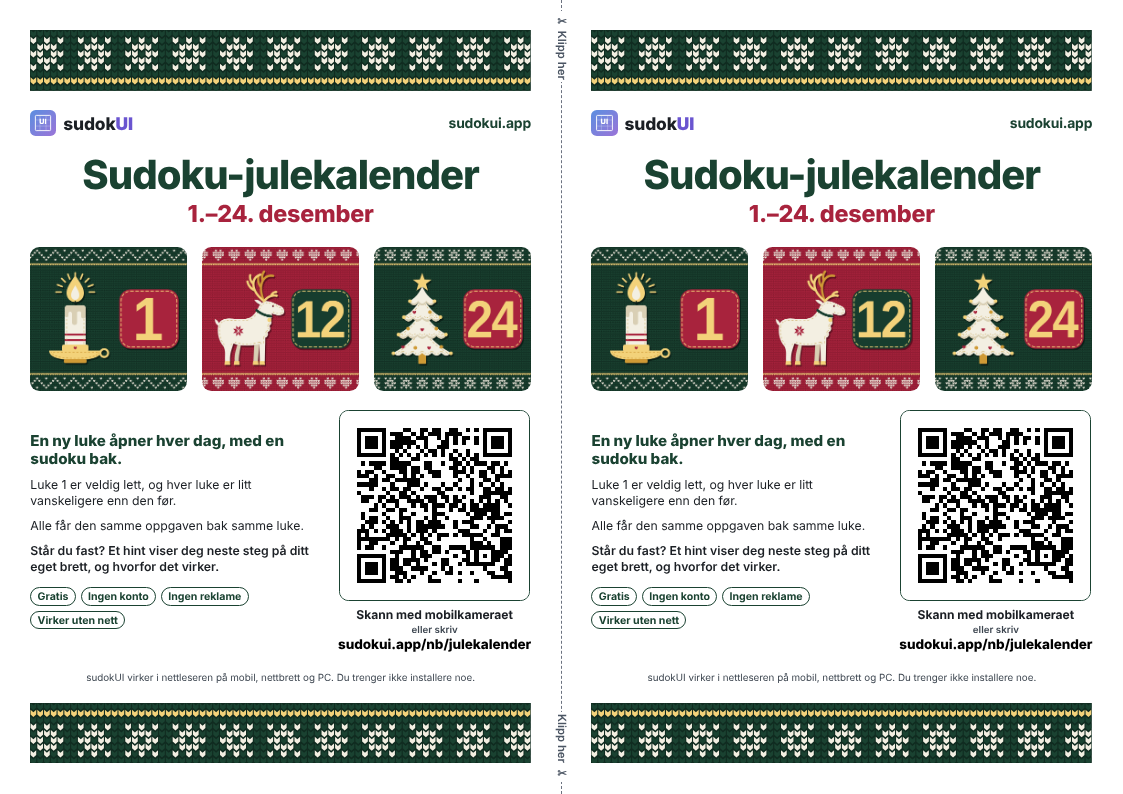 Klipp her
sudokUI
sudokui.app
Sudoku-julekalender
1.–24. desember
1
12
24
En ny luke åpner hver dag, med en
sudoku bak.
Luke 1 er veldig lett, og hver luke er litt
vanskeligere enn den før.
Alle får den samme oppgaven bak samme luke.
Står du fast? Et hint viser deg neste steg på ditt
eget brett, og hvorfor det virker.
Gratis
Ingen konto
Ingen reklame
Virker uten nett
Skann med mobilkameraet
eller skriv
sudokui.app/nb/julekalender
sudokUI virker i nettleseren på mobil, nettbrett og PC. Du trenger ikke installere noe.
Klipp her
UI
sudokUI
sudokui.app
Sudoku-julekalender
1.–24. desember
1
12
24
En ny luke åpner hver dag, med en
sudoku bak.
Luke 1 er veldig lett, og hver luke er litt
vanskeligere enn den før.
Alle får den samme oppgaven bak samme luke.
Står du fast? Et hint viser deg neste steg på ditt
eget brett, og hvorfor det virker.
Gratis
Ingen konto
Ingen reklame
Virker uten nett
Skann med mobilkameraet
eller skriv
sudokui.app/nb/julekalender
sudokUI virker i nettleseren på mobil, nettbrett og PC. Du trenger ikke installere noe.
UI